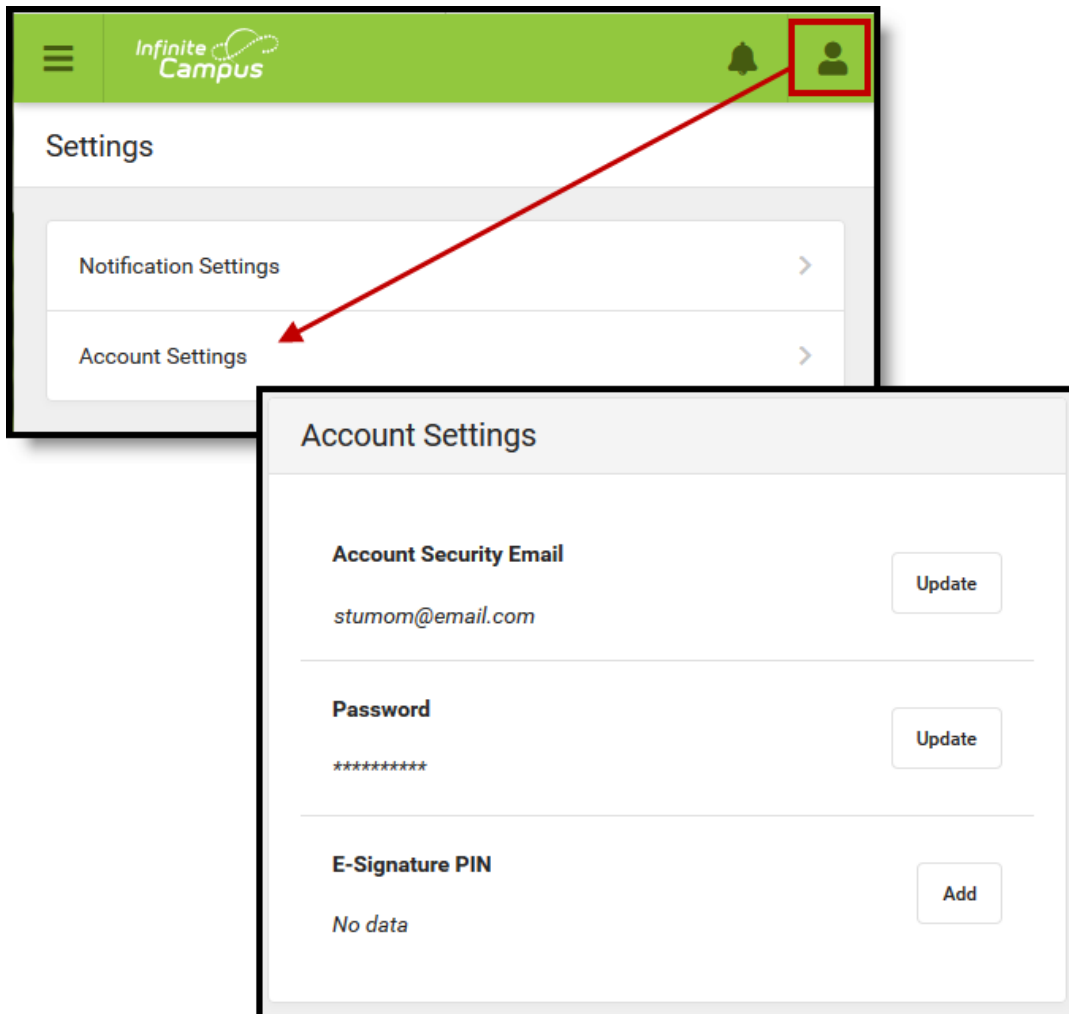 Infinite
Campus
Settings
Notification Settings
Account Settings
Account Settings
Account Security Email
Update
stumom@email.com
Password
Update
**********
E-Signature PIN
Add
No data